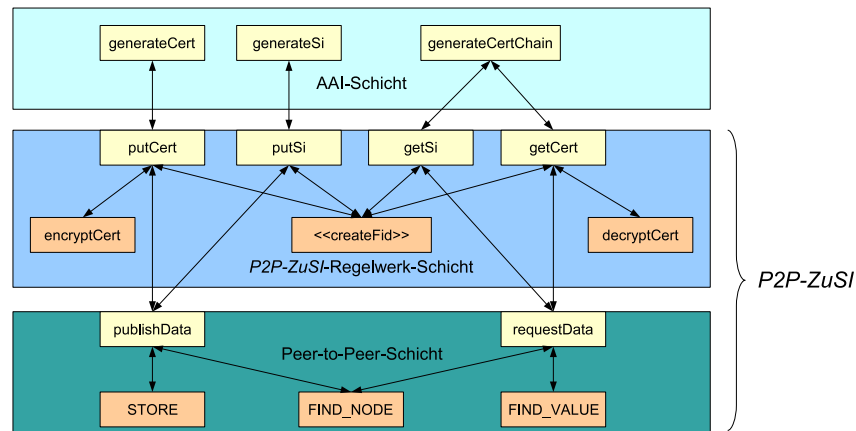 generateCert
generateSi
generateCertChain
AAI-Schicht
putCert
putSi
getSi
getCert
encryptCert
<<createFid>>
decryptCert
P2P-ZuSI-Regelwerk-Schicht
P2P-ZuSI
publishData
requestData
Peer-to-Peer-Schicht
STORE
FIND_NODE
FIND_VALUE